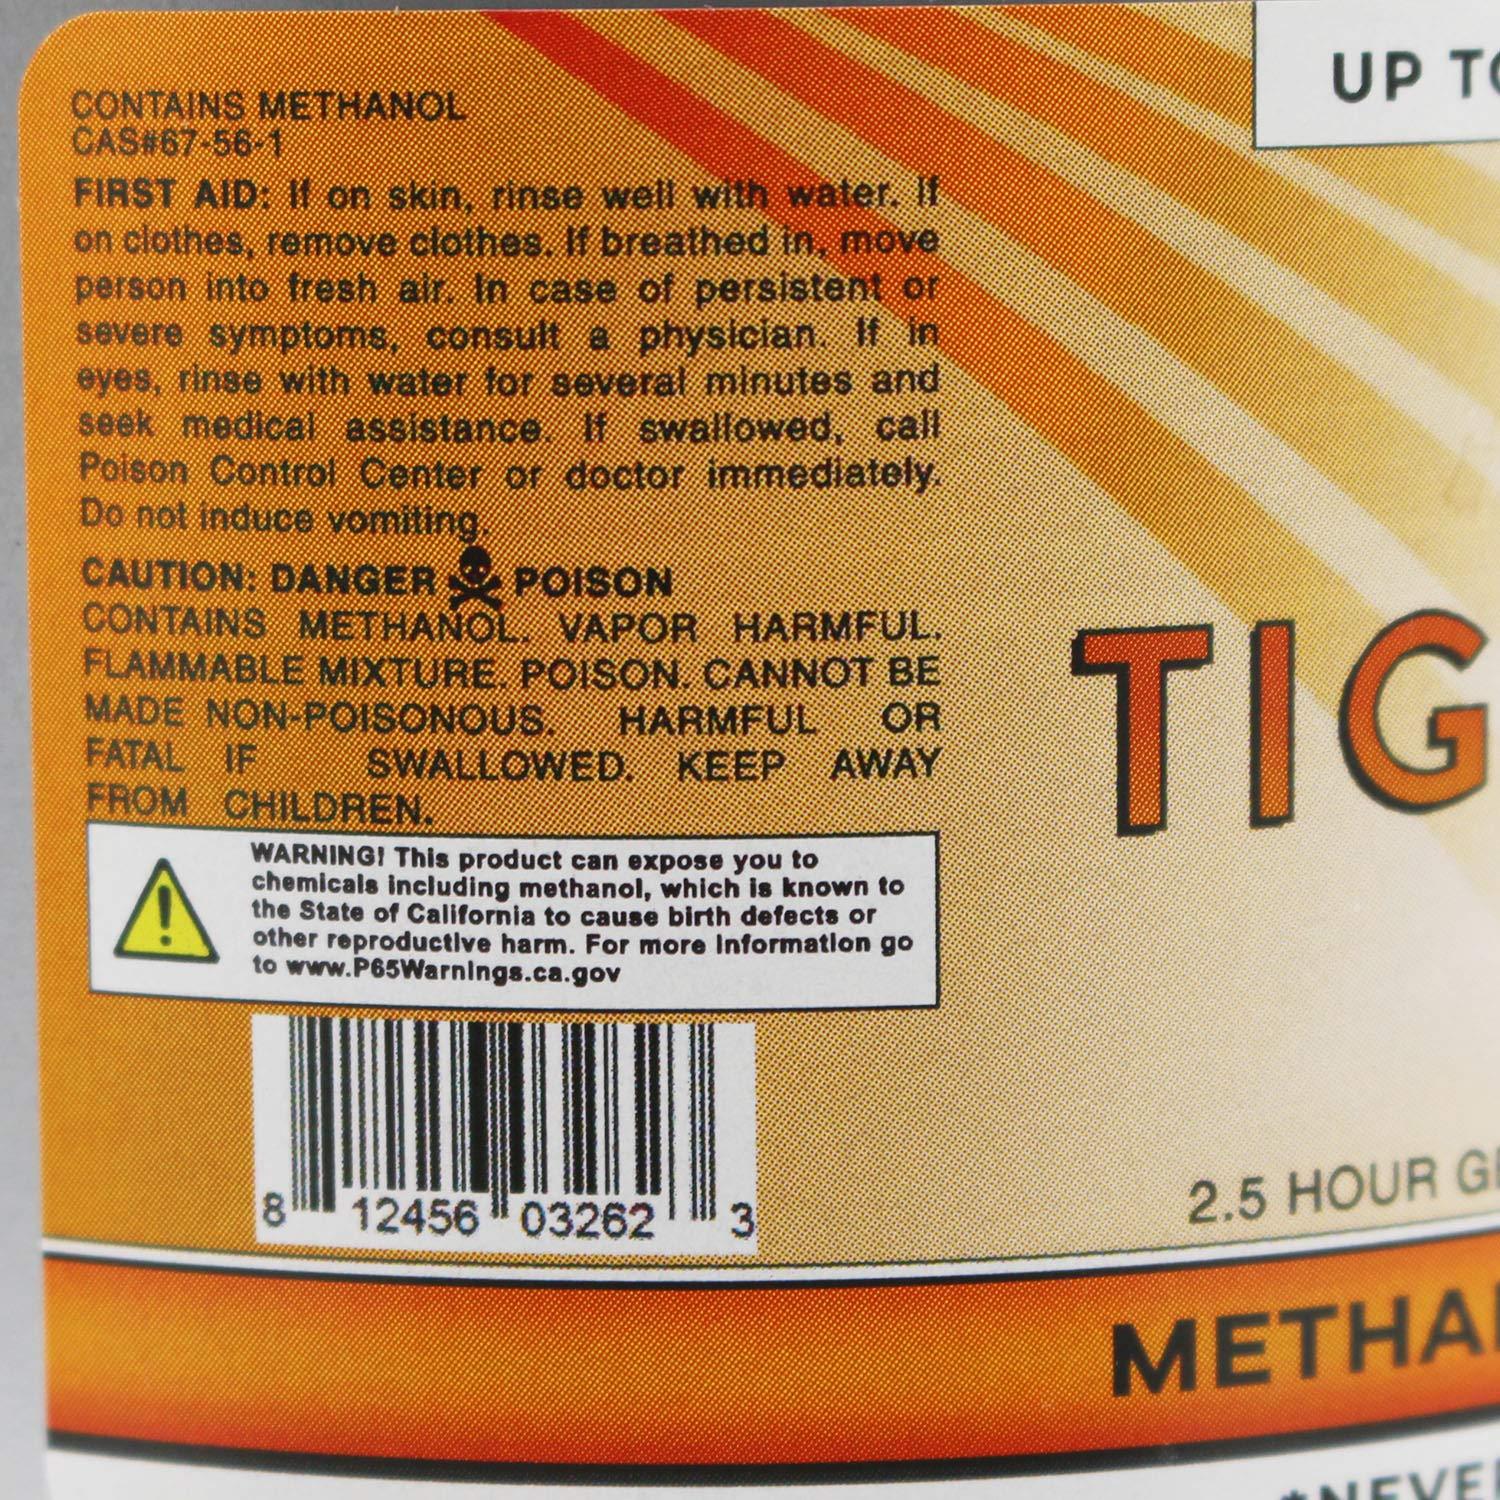 CONTAINS METHANOL
CAS#67-56-1
FIRST AID: If on skin, rinse well with water. If
on clothes, remove clothes. If breathed in, move
person into fresh air. In case of persistent or
severe symptoms, consult a physician. If in
eyes, rinse with water for several minutes and
seek medical assistance. If swallowed, call
Poison Control Center or doctor immediately.
Do not induce vomiting.
CAUTION: DANGER POISON
CONTAINS METHANOL. VAPOR HARMFUL.
FLAMMABLE MIXTURE. POISON. CANNOT BE
MADE NON-POISONOUS. HARMFUL OR
FATAL IF SWALLOWED. KEEP AWAY
FROM CHILDREN.
WARNING! This product can expose you to
chemicals including methanol, which is known to
the State of California to cause birth defects or
other reproductive harm. For more information go
to www.P65Warnings.ca.gov
8 12456 03262 3
UP TO
TIG
2.5 HOUR
METHA
*NEVE